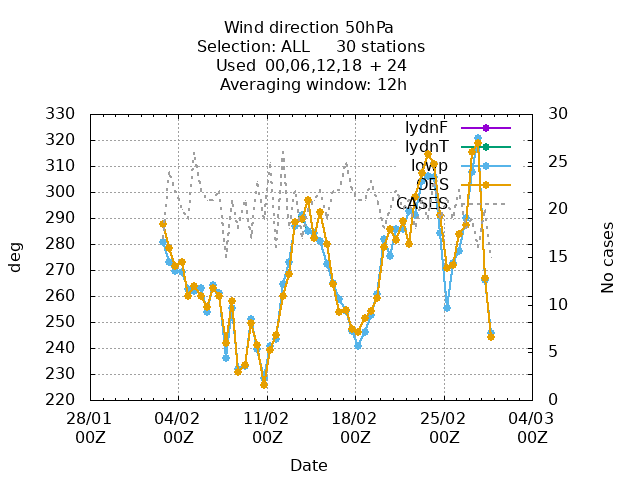 Wind direction 50hPa
Selection: ALL 30 stations
Used 00,06,12,18 + 24
Averaging window: 12h
330
320
310
300
290
280
270
260
250
240
230
220
deg
30
25
20
15
10
5
0
No cases
lydnF
lydnT
lowp
OBS
CASES
28/01 04/02 11/02 18/02 25/02 04/03
00Z 00Z 00Z 00Z 00Z 00Z
Date